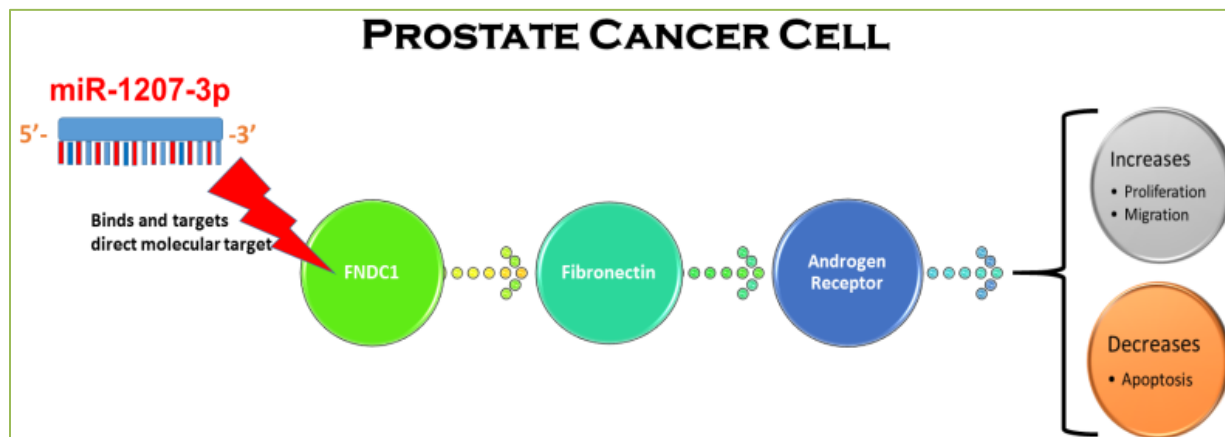 PROSTATE CANCER CELL
miR-1207-3p
5’-
-3’
Binds and targets
direct molecular target
FNDC1
Fibronectin
Androgen
Receptor
Increases
• Proliferation
• Migration
Decreases
• Apoptosis